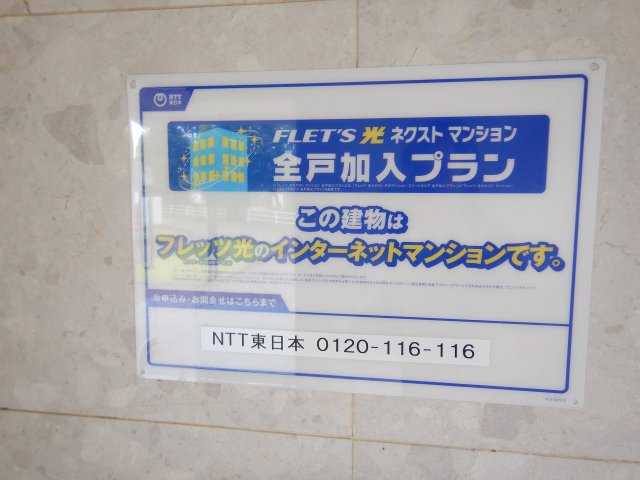 NTT
東日本
FLET'S 光 ネクスト マンション
全戸加入プラン
この建物は
フレッツ光のインターネットマンションです。
お申込み・お問合せはこちらまで
NTT東日本 0120-116-116